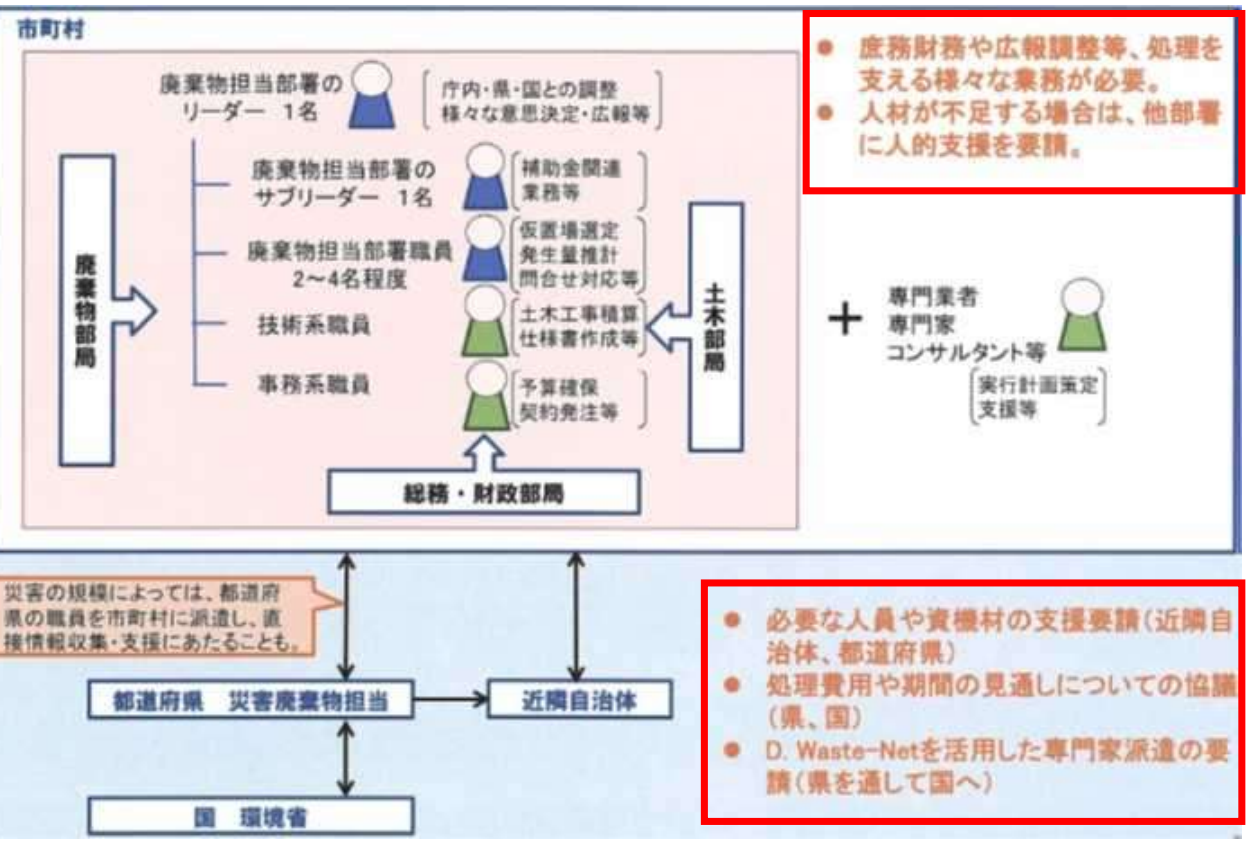 市町村
廃棄物担当部署の
リーダー 1名
庁内・県・国との調整
様々な意思決定・広報等
廃棄物担当部署の
サブリーダー 1名
補助金関連
業務等
廃棄物担当部署職員
2～4名程度
仮置場選定
発生量推計
問合せ対応等
技術系職員
土木工事積算
仕様書作成等
事務系職員
予算確保
契約発注等
廃棄物部局
土木部局
総務・財政部局
● 庶務財務や広報調整等、処理を
支える様々な業務が必要。
● 人材が不足する場合は、他部署
に人的支援を要請。
＋
専門業者
専門家
コンサルタント等
実行計画策定
支援等
災害の規模によっては、都道府
県の職員を市町村に派遣し、直
接情報収集・支援にあたることも。
都道府県 災害廃棄物担当
近隣自治体
国 環境省
● 必要な人員や資機材の支援要請(近隣自
治体、都道府県)
● 処理費用や期間の見通しについての協議
(県、国)
● D. Waste-Netを活用した専門家派遣の要
請(県を通して国へ)